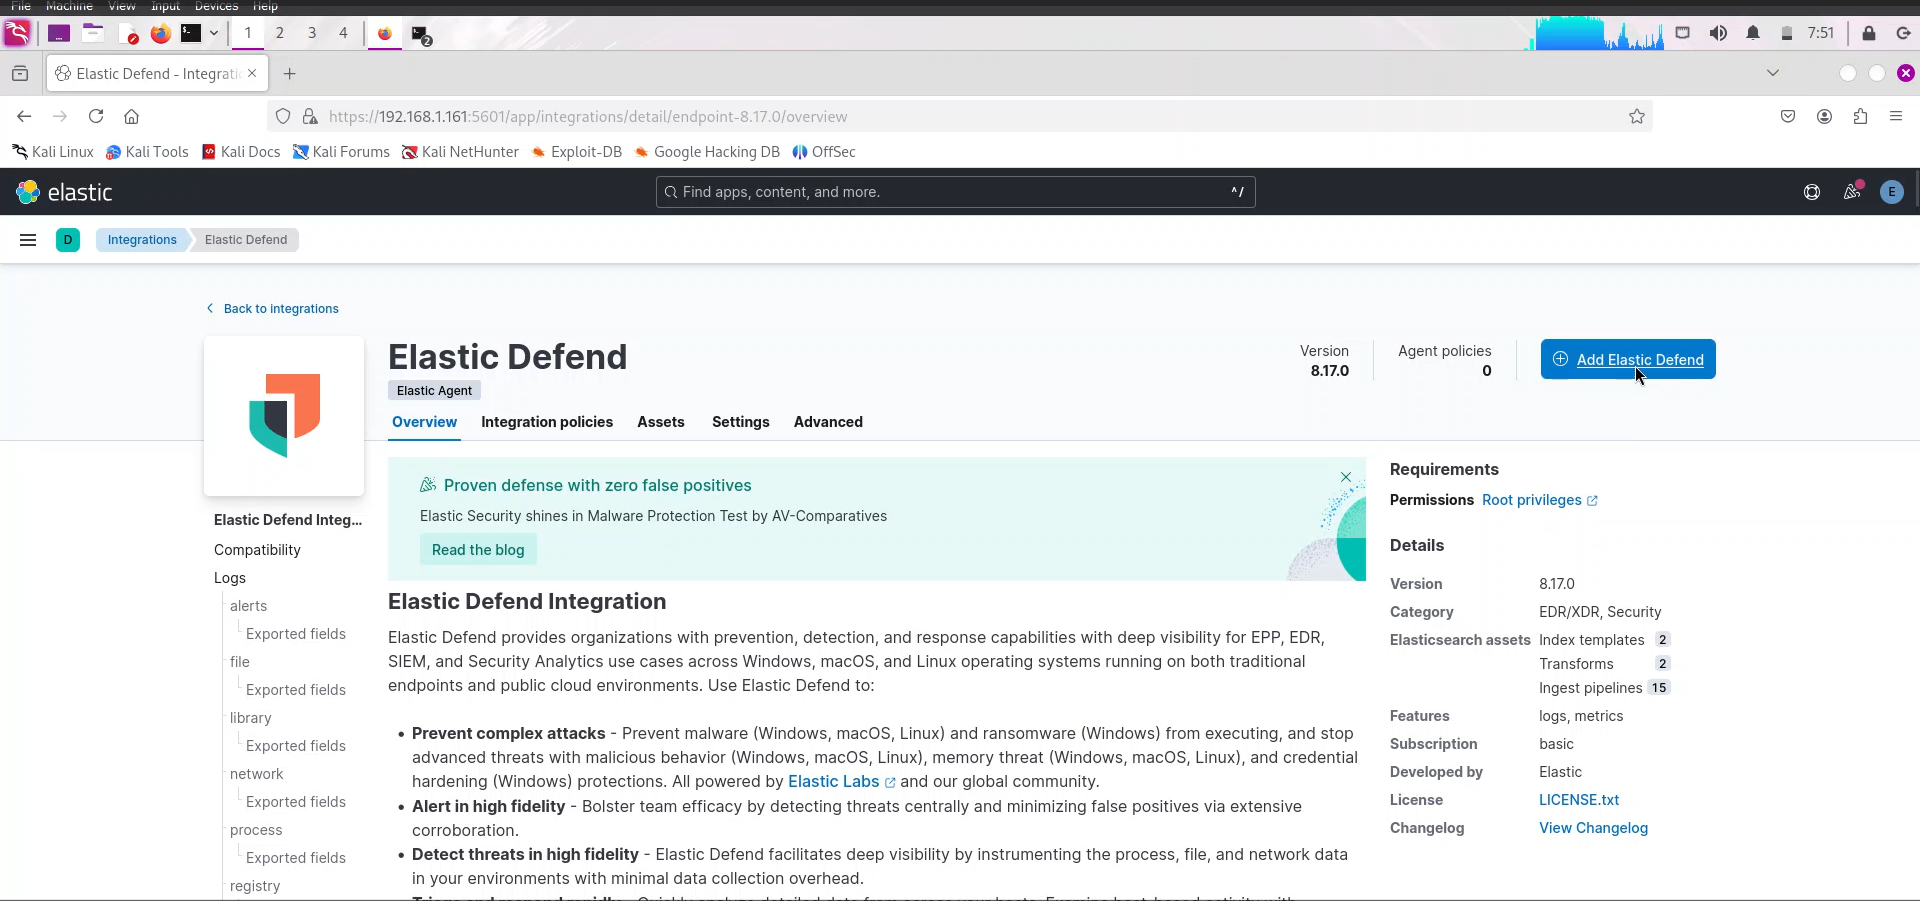 File Machine View Input Devices Help
1 2 3 4 2 7:51
Elastic Defend - Integrati
https://192.168.1.161:5601/app/integrations/detail/endpoint-8.17.0/overview
Kali Linux Kali Tools Kali Docs Kali Forums Kali NetHunter Exploit-DB Google Hacking DB OffSec
elastic Find apps, content, and more. ^/ E
D Integrations Elastic Defend
Back to integrations
Elastic Defend
Elastic Agent
Version
8.17.0
Agent policies
0
Add Elastic Defend
Overview Integration policies Assets Settings Advanced
Elastic Defend Integ...
Compatibility
Logs
alerts
Exported fields
file
Exported fields
library
Exported fields
network
Exported fields
process
Exported fields
registry
Proven defense with zero false positives
Elastic Security shines in Malware Protection Test by AV-Comparatives
Read the blog
Elastic Defend Integration
Elastic Defend provides organizations with prevention, detection, and response capabilities with deep visibility for EPP, EDR,
SIEM, and Security Analytics use cases across Windows, macOS, and Linux operating systems running on both traditional
endpoints and public cloud environments. Use Elastic Defend to:
• Prevent complex attacks - Prevent malware (Windows, macOS, Linux) and ransomware (Windows) from executing, and stop
advanced threats with malicious behavior (Windows, macOS, Linux), memory threat (Windows, macOS, Linux), and credential
hardening (Windows) protections. All powered by Elastic Labs and our global community.
• Alert in high fidelity - Bolster team efficacy by detecting threats centrally and minimizing false positives via extensive
corroboration.
• Detect threats in high fidelity - Elastic Defend facilitates deep visibility by instrumenting the process, file, and network data
in your environments with minimal data collection overhead.
Requirements
Permissions Root privileges
Details
Version 8.17.0
Category EDR/XDR, Security
Elasticsearch assets Index templates 2
Transforms 2
Ingest pipelines 15
Features logs, metrics
Subscription basic
Developed by Elastic
License LICENSE.txt
Changelog View Changelog